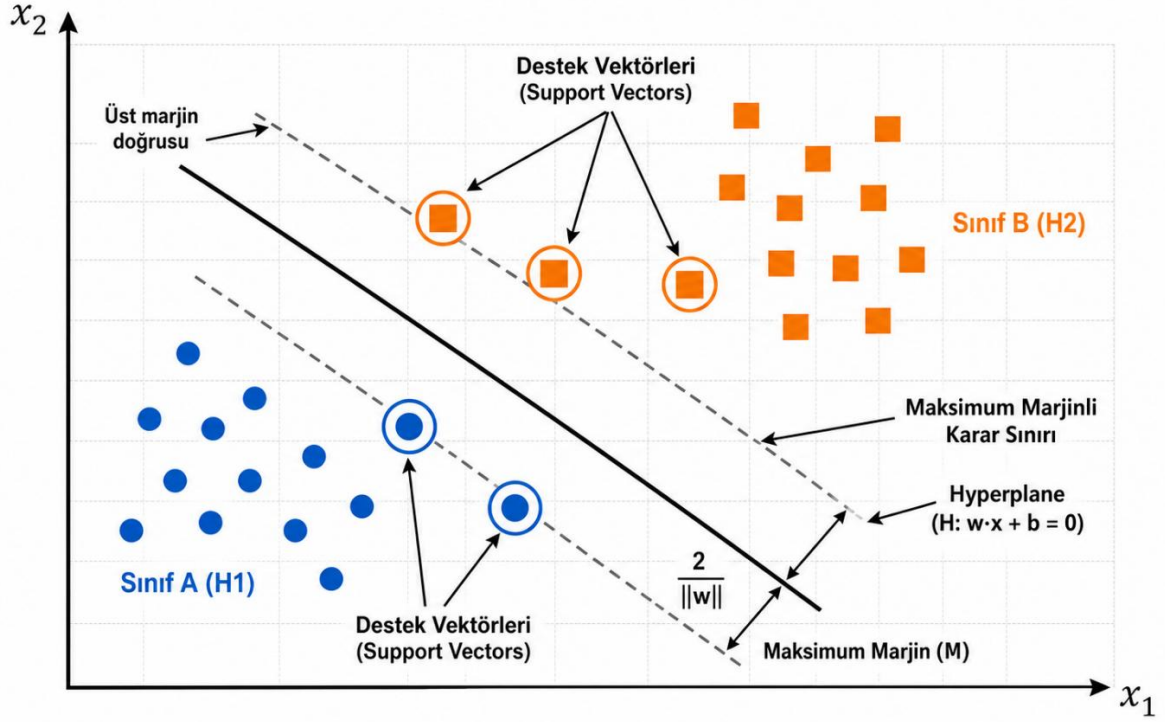 x₂
Destek Vektörleri
(Support Vectors)
Üst marjin
doğrusu
Sınıf B (H2)
Maksimum Marjinli
Karar Sınırı
Hyperplane
(H: w·x + b = 0)
2
||w||
Sınıf A (H1)
Destek Vektörleri
(Support Vectors)
Maksimum Marjin (M)
x₁